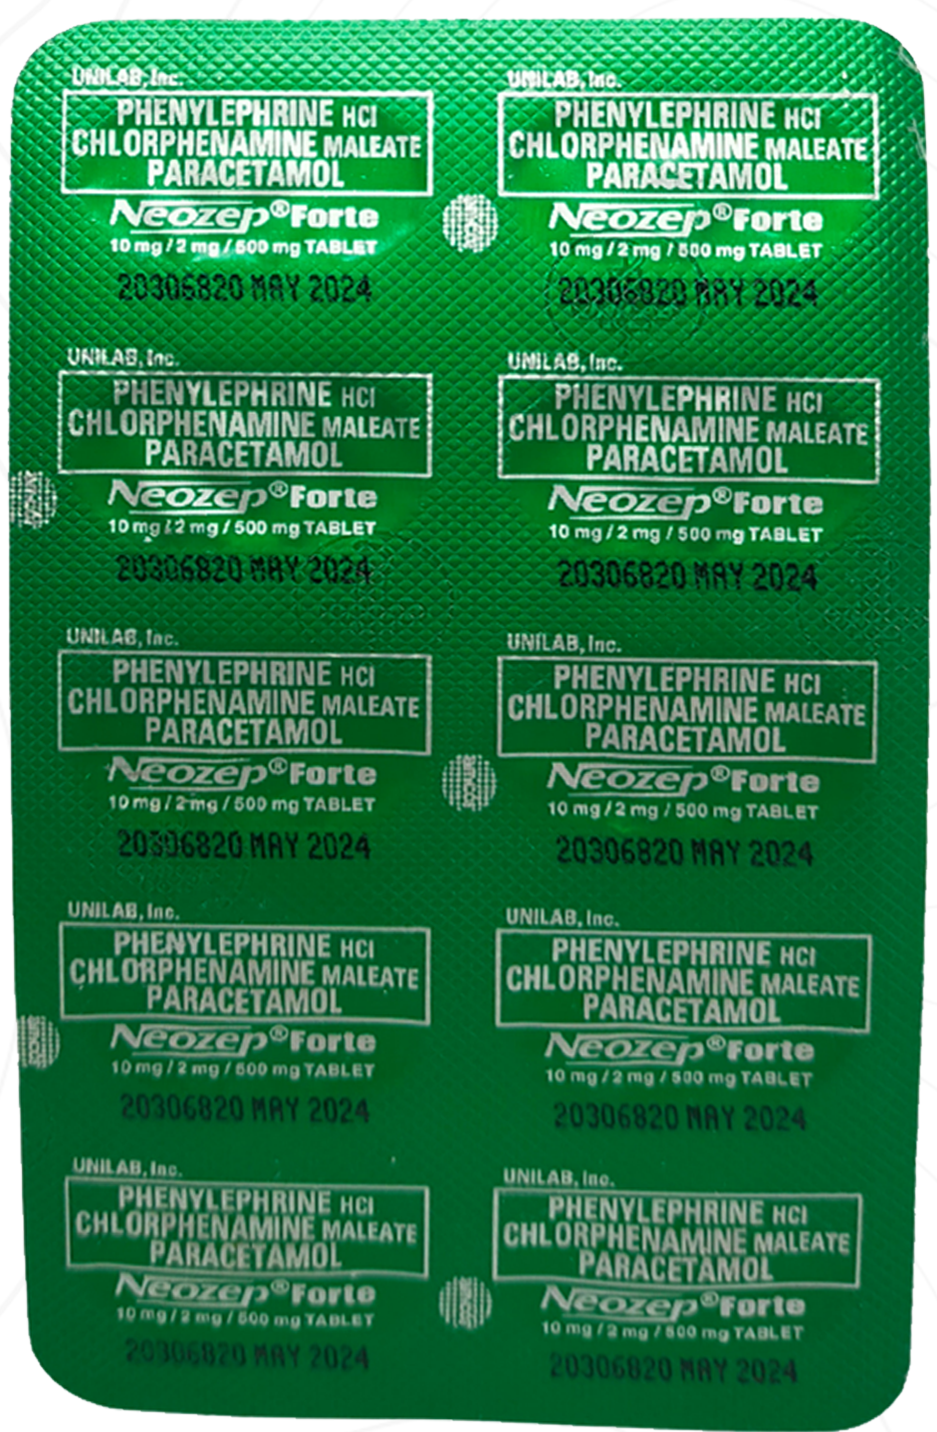 UNILAB, Inc.
PHENYLEPHRINE HCl
CHLORPHENAMINE MALEATE
PARACETAMOL
Neozep® Forte
10 mg / 2 mg / 500 mg TABLET
20306820 MAY 2024
UNILAB, Inc.
PHENYLEPHRINE HCl
CHLORPHENAMINE MALEATE
PARACETAMOL
Neozep® Forte
10 mg / 2 mg / 500 mg TABLET
20306820 MAY 2024
UNILAB, Inc.
PHENYLEPHRINE HCl
CHLORPHENAMINE MALEATE
PARACETAMOL
Neozep® Forte
10 mg / 2 mg / 500 mg TABLET
20306820 MAY 2024
UNILAB, Inc.
PHENYLEPHRINE HCl
CHLORPHENAMINE MALEATE
PARACETAMOL
Neozep® Forte
10 mg / 2 mg / 500 mg TABLET
20306820 MAY 2024
UNILAB, Inc.
PHENYLEPHRINE HCl
CHLORPHENAMINE MALEATE
PARACETAMOL
Neozep® Forte
10 mg / 2 mg / 500 mg TABLET
20306820 MAY 2024
UNILAB, Inc.
PHENYLEPHRINE HCl
CHLORPHENAMINE MALEATE
PARACETAMOL
Neozep® Forte
10 mg / 2 mg / 500 mg TABLET
20306820 MAY 2024
UNILAB, Inc.
PHENYLEPHRINE HCl
CHLORPHENAMINE MALEATE
PARACETAMOL
Neozep® Forte
10 mg / 2 mg / 500 mg TABLET
20306820 MAY 2024
UNILAB, Inc.
PHENYLEPHRINE HCl
CHLORPHENAMINE MALEATE
PARACETAMOL
Neozep® Forte
10 mg / 2 mg / 500 mg TABLET
20306820 MAY 2024
UNILAB, Inc.
PHENYLEPHRINE HCl
CHLORPHENAMINE MALEATE
PARACETAMOL
Neozep® Forte
10 mg / 2 mg / 500 mg TABLET
20306820 MAY 2024
UNILAB, Inc.
PHENYLEPHRINE HCl
CHLORPHENAMINE MALEATE
PARACETAMOL
Neozep® Forte
10 mg / 2 mg / 500 mg TABLET
20306820 MAY 2024